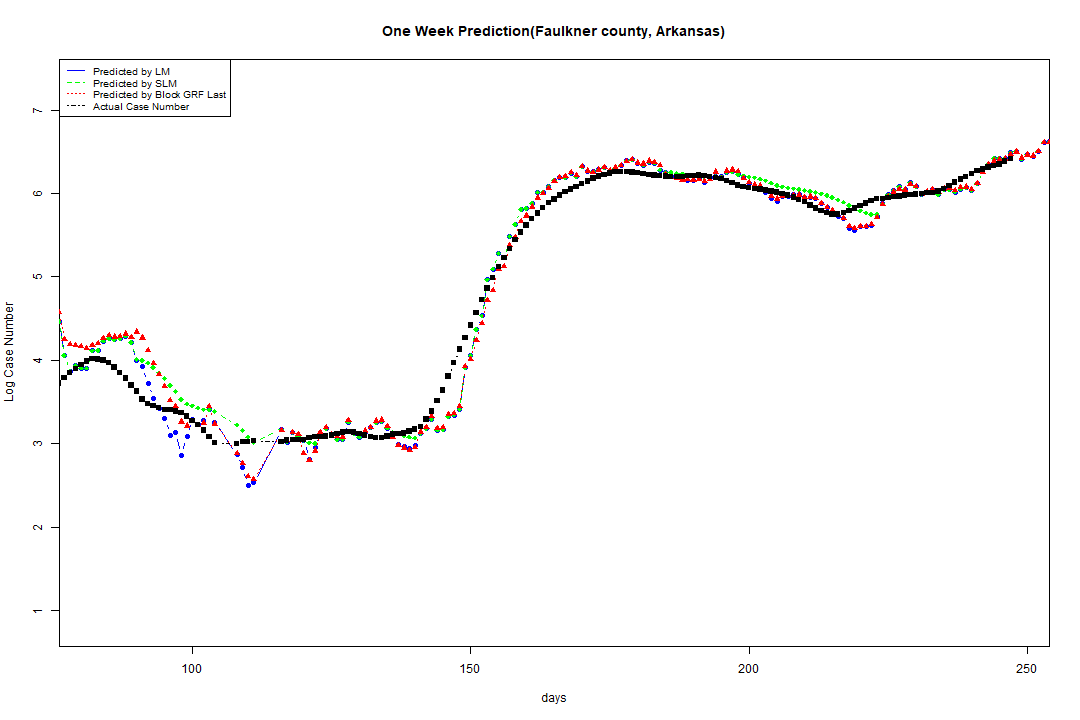 One Week Prediction(Faulkner county, Arkansas)
Predicted by LM
Predicted by SLM
Predicted by Block GRF Last
Actual Case Number
Log Case Number
7
6
5
4
3
2
1
100 150 200 250
days